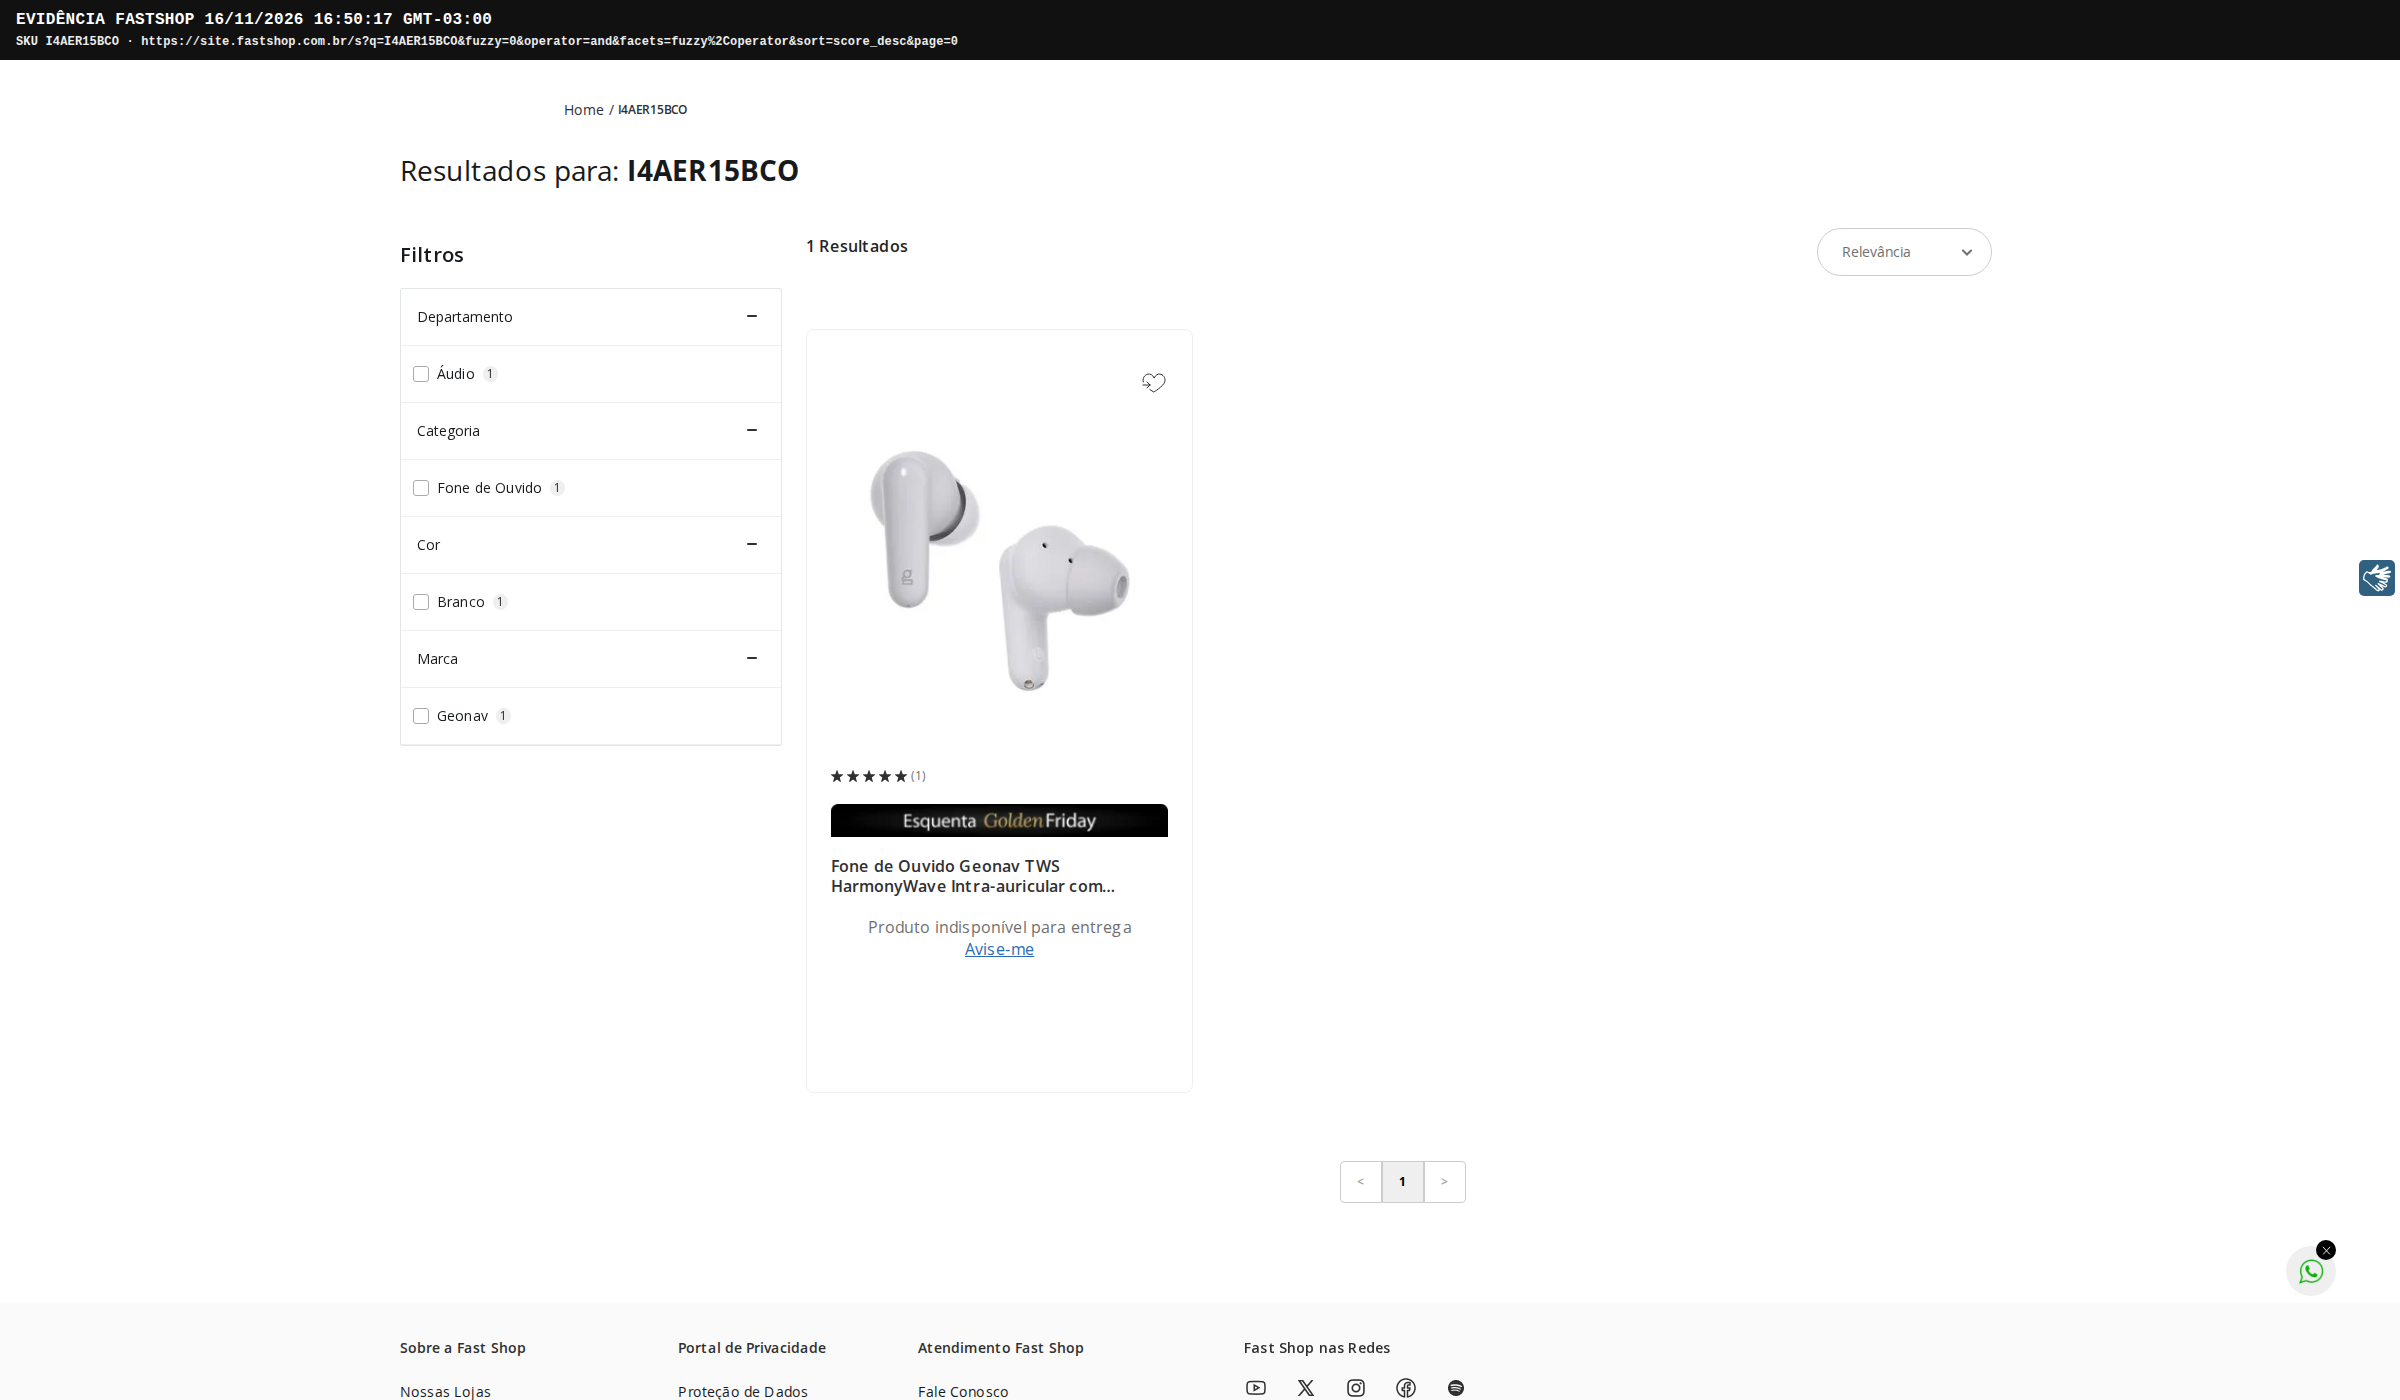 EVIDÊNCIA FASTSHOP 16/11/2026 16:50:17 GMT-03:00
SKU I4AER15BCO · https://site.fastshop.com.br/s?q=I4AER15BCO&fuzzy=0&operator=and&facets=fuzzy%2Coperator&sort=score_desc&page=0
Home / I4AER15BCO
Resultados para: I4AER15BCO
Filtros
Departamento
Áudio 1
Categoria
Fone de Ouvido 1
Cor
Branco 1
Marca
Geonav 1
1 Resultados
Relevância
g
(1)
Esquenta Golden Friday
Fone de Ouvido Geonav TWS
HarmonyWave Intra-auricular com...
Produto indisponível para entrega
Avise-me
< 1 >
Sobre a Fast Shop
Nossas Lojas
Portal de Privacidade
Proteção de Dados
Atendimento Fast Shop
Fale Conosco
Fast Shop nas Redes